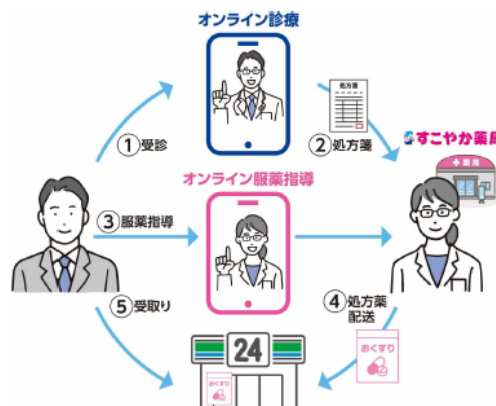 オンライン診療
処方箋
①受診
②処方箋
すこやか薬局
薬局
オンライン服薬指導
③服薬指導
⑤受取り
④処方薬
配送
24
おくすり
おくすり